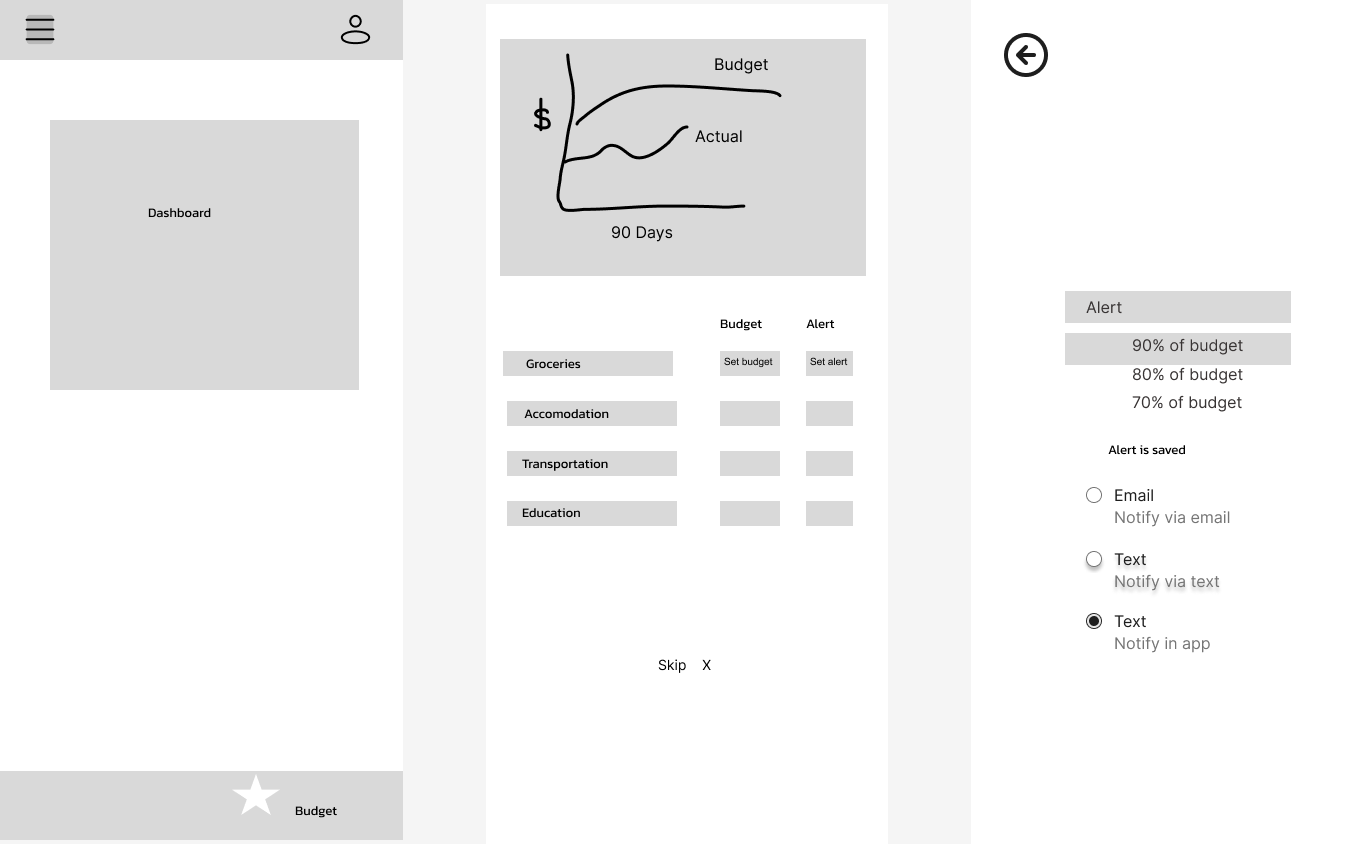 Dashboard
Budget
Budget
$
Actual
90 Days
Budget Alert
Groceries Set budget Set alert
Accomodation
Transportation
Education
Skip X
Alert
90% of budget
80% of budget
70% of budget
Alert is saved
Email
Notify via email
Text
Notify via text
Text
Notify in app